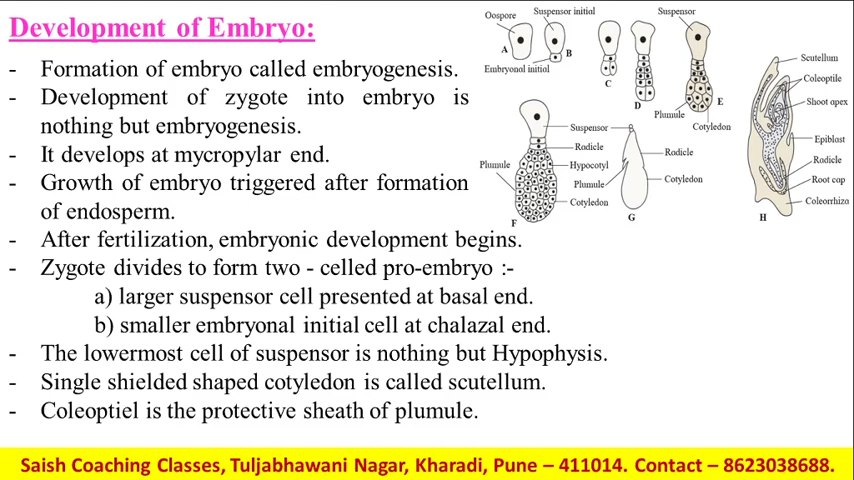 Development of Embryo:
- Formation of embryo called embryogenesis.
- Development of zygote into embryo is
nothing but embryogenesis.
- It develops at mycropylar end.
- Growth of embryo triggered after formation
of endosperm.
- After fertilization, embryonic development begins.
- Zygote divides to form two - celled pro-embryo :-
a) larger suspensor cell presented at basal end.
b) smaller embryonal initial cell at chalazal end.
- The lowermost cell of suspensor is nothing but Hypophysis.
- Single shielded shaped cotyledon is called scutellum.
- Coleoptiel is the protective sheath of plumule.
Oospore
Suspensor initial
A
B
Embryonal initial
C
D
Suspensor
E
Plumule
Cotyledon
Suspensor
Radicle
Plumule
Hypocotyl
Plumule
Cotyledon
F
Radicle
Cotyledon
G
Scutellum
Coleoptile
Shoot apex
Epiblast
Radicle
Root cap
Coleorrhiza
H
Saish Coaching Classes, Tuljabhawani Nagar, Kharadi, Pune – 411014. Contact – 8623038688.